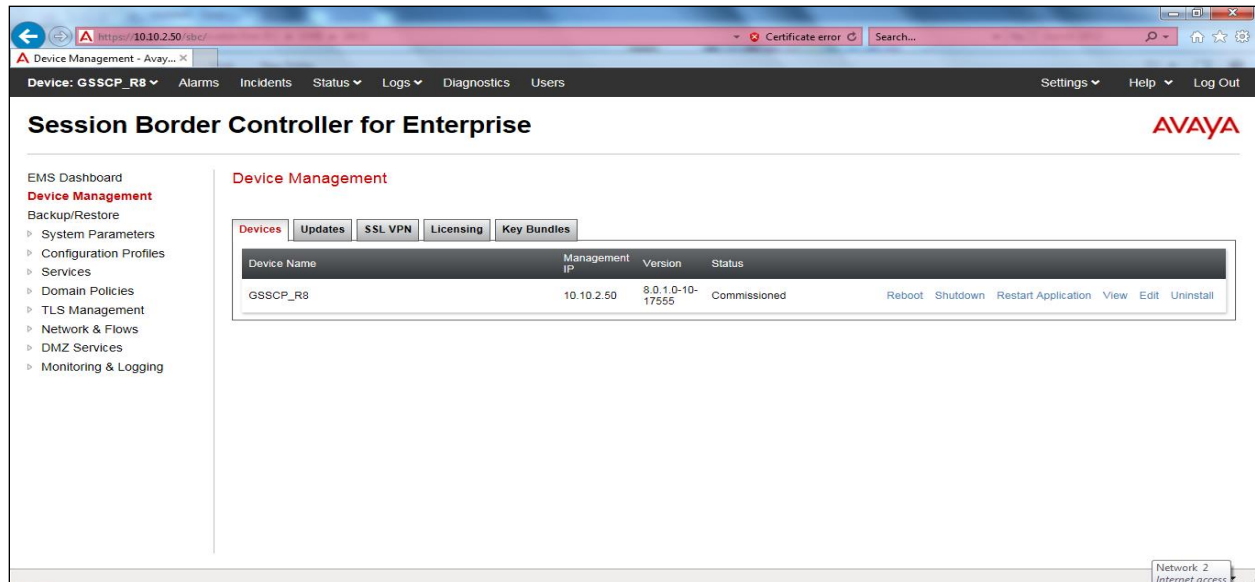 https://10.10.2.50/sbc/
Certificate error
Search...
Device Management - Avay...
Device: GSSCP_R8 Alarms Incidents Status Logs Diagnostics Users Settings Help Log Out
Session Border Controller for Enterprise
AVAYA
EMS Dashboard
Device Management
Backup/Restore
System Parameters
Configuration Profiles
Services
Domain Policies
TLS Management
Network & Flows
DMZ Services
Monitoring & Logging
Device Management
Devices Updates SSL VPN Licensing Key Bundles
Device Name Management IP Version Status
GSSCP_R8 10.10.2.50 8.0.1.0-10-17555 Commissioned Reboot Shutdown Restart Application View Edit Uninstall
Network 2
Internet access